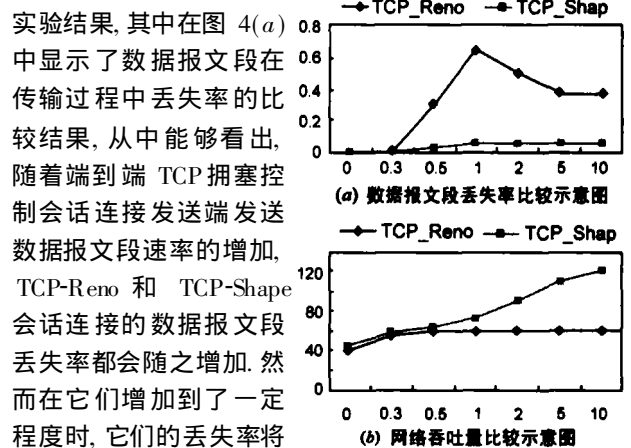 实验结果, 其中在图 4(a)
中显示了数据报文段在
传输过程中丢失率的比
较结果, 从中能够看出,
随着端到端 TCP拥塞控
制会话连接发送端发送
数据报文段速率的增加,
TCP-Reno 和 TCP-Shape
会话连接的数据报文段
丢失率都会随之增加. 然
而在它们增加到了一定
程度时, 它们的丢失率将
TCP_Reno TCP_Shap
0.8
0.6
0.4
0.2
0
0 0.3 0.5 1 2 5 10
(a) 数据报文段丢失率比较示意图
TCP_Reno TCP_Shap
120
80
40
0
0 0.3 0.5 1 2 5 10
(b) 网络吞吐量比较示意图